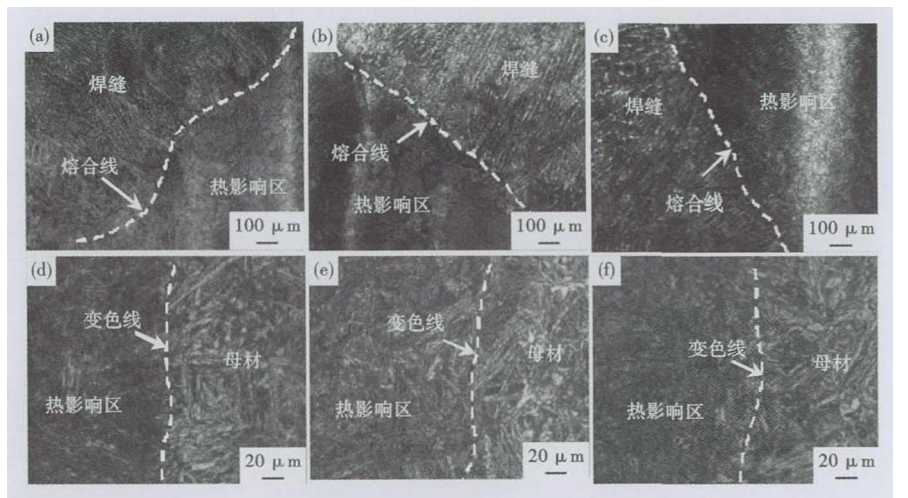 (a)
焊缝
熔合线
热影响区
100 μm
(b)
焊缝
熔合线
热影响区
100 μm
(c)
焊缝
热影响区
熔合线
100 μm
(d)
变色线
母材
热影响区
20 μm
(e)
变色线
母材
热影响区
20 μm
(f)
变色线
母材
热影响区
20 μm